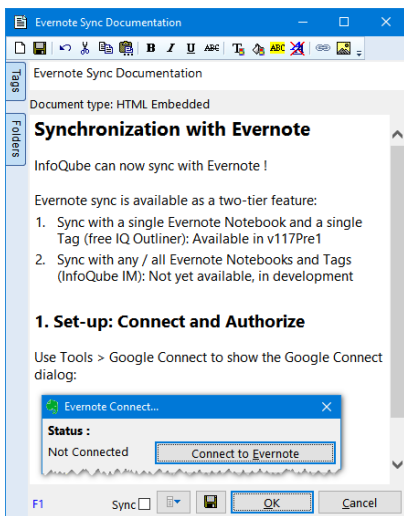 Evernote Sync Documentation
B I U ABC T ABC
Tags
Folders
Evernote Sync Documentation
Document type: HTML Embedded
Synchronization with Evernote
InfoQube can now sync with Evernote !
Evernote sync is available as a two-tier feature:
1. Sync with a single Evernote Notebook and a single
Tag (free IQ Outliner): Available in v117Pre1
2. Sync with any / all Evernote Notebooks and Tags
(InfoQube IM): Not yet available, in development
1. Set-up: Connect and Authorize
Use Tools > Google Connect to show the Google Connect
dialog:
Evernote Connect...
Status :
Not Connected Connect to Evernote
F1 Sync OK Cancel